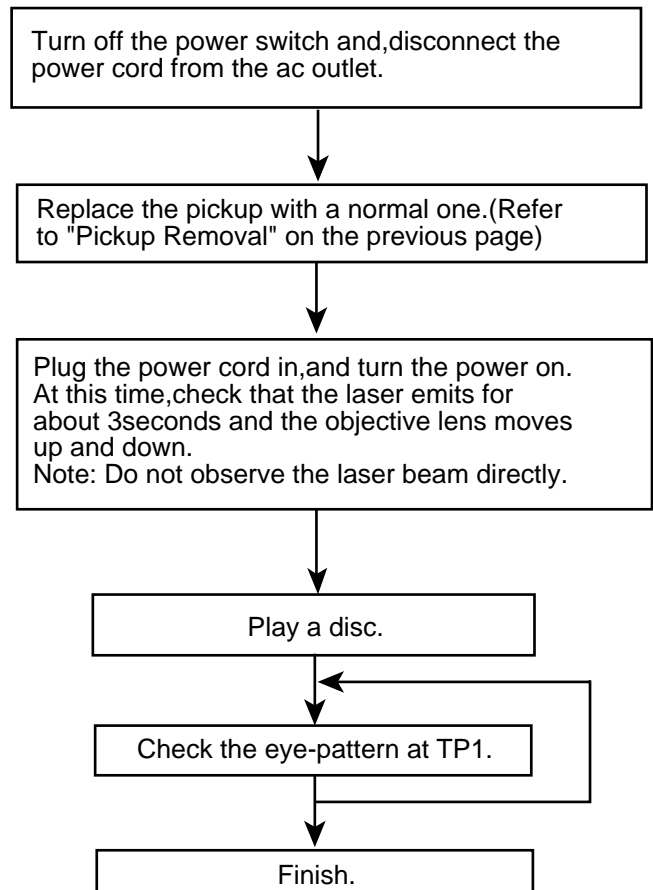 Turn off the power switch and,disconnect the
power cord from the ac outlet.
Replace the pickup with a normal one.(Refer
to "Pickup Removal" on the previous page)
Plug the power cord in,and turn the power on.
At this time,check that the laser emits for
about 3seconds and the objective lens moves
up and down.
Note: Do not observe the laser beam directly.
Play a disc.
Check the eye-pattern at TP1.
Finish.